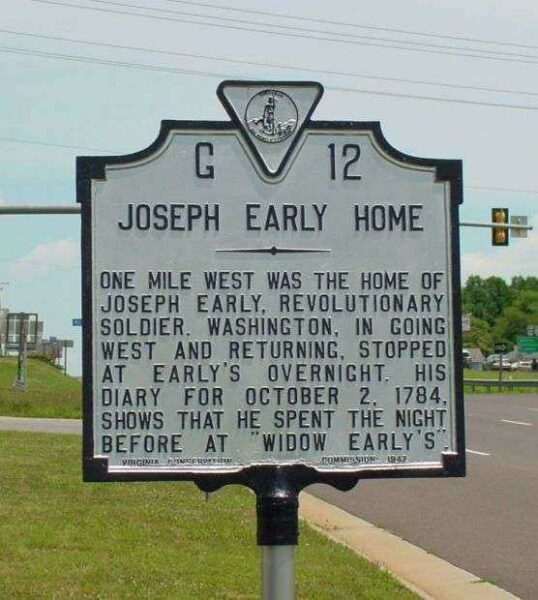 G 12
JOSEPH EARLY HOME
ONE MILE WEST WAS THE HOME OF
JOSEPH EARLY, REVOLUTIONARY
SOLDIER. WASHINGTON, IN GOING
WEST AND RETURNING, STOPPED
AT EARLY'S OVERNIGHT. HIS
DIARY FOR OCTOBER 2, 1784,
SHOWS THAT HE SPENT THE NIGHT
BEFORE AT "WIDOW EARLY'S".
VIRGINIA CONSERVATION COMMISSION 1947